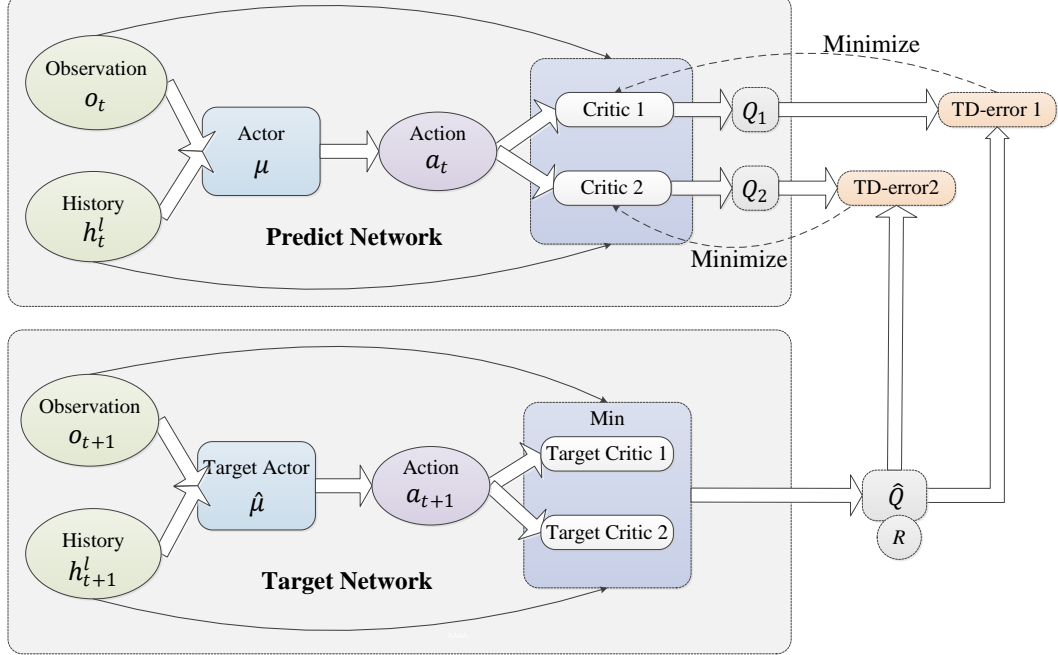 Minimize
Observation
o_t
Critic 1
Q_1
TD-error 1
Actor
μ
Action
a_t
History
h_t^l
Critic 2
Q_2
TD-error2
Predict Network
Minimize
Observation
o_{t+1}
Min
Target Critic 1
Target Actor
μ̂
Action
a_{t+1}
Q̂
History
h_{t+1}^l
Target Critic 2
R
Target Network